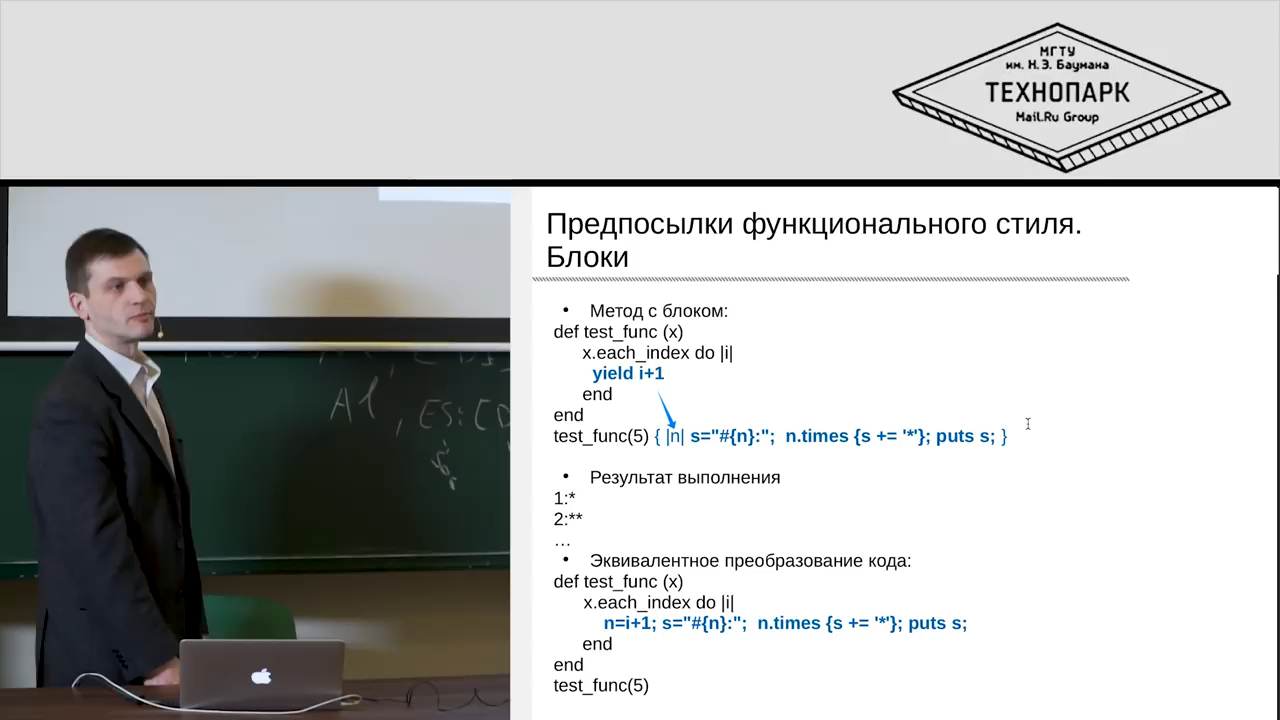 МГТУ
им. Н.Э. Баумана
ТЕХНОПАРК
Mail.Ru Group
Предпосылки функционального стиля.
Блоки
• Метод с блоком:
def test_func (x)
x.each_index do |i|
yield i+1
end
end
test_func(5) { |n| s="#{n}:"; n.times {s += '*'}; puts s; }
• Результат выполнения
1:*
2:**
…
• Эквивалентное преобразование кода:
def test_func (x)
x.each_index do |i|
n=i+1; s="#{n}:"; n.times {s += '*'}; puts s;
end
end
test_func(5)